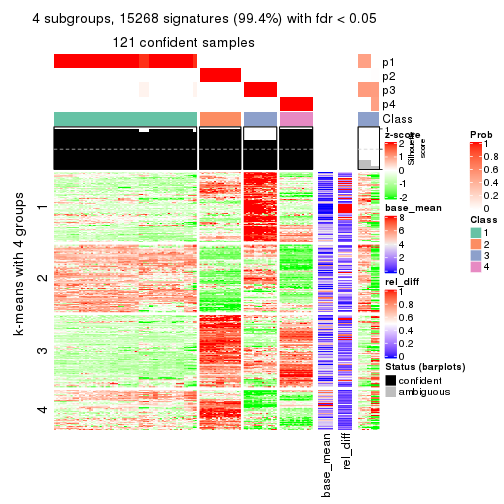 4 subgroups, 15268 signatures (99.4%) with fdr < 0.05
121 confident samples
p1
p2
p3
p4
Class
1
Silhouette
score
k-means with 4 groups
1
2
3
4
base_mean
rel_diff
z-score
2
1
0
-1
-2
base_mean
8
6
4
2
0
rel_diff
1
0.8
0.6
0.4
0.2
0
Status (barplots)
confident
ambiguous
Prob
1
0.8
0.6
0.4
0.2
0
Class
1
2
3
4